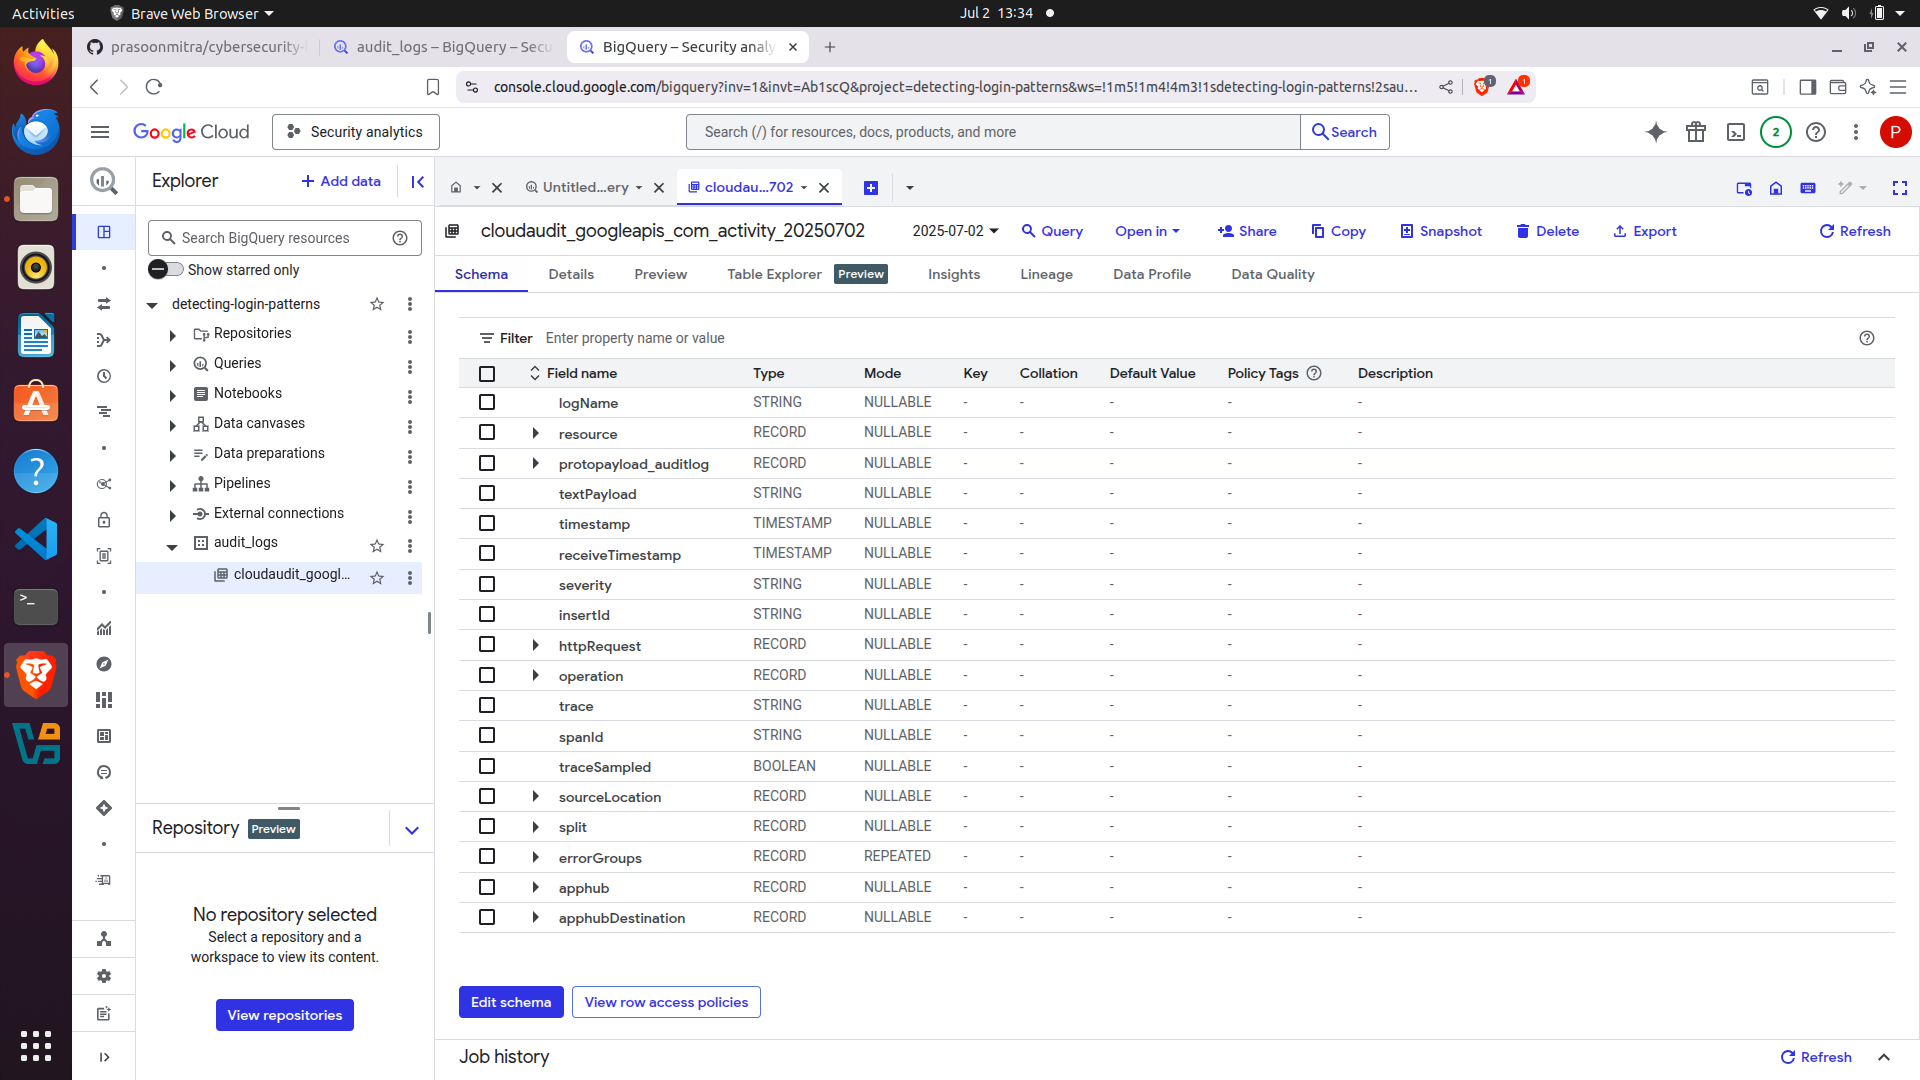 Activities
Brave Web Browser
Jul 2 13:34
prasoonmitra/cybersecurity-
audit_logs – BigQuery – Secu
BigQuery – Security analy
console.cloud.google.com/bigquery?inv=1&invt=Ab1scQ&project=detecting-login-patterns&ws=!1m5!1m4!4m3!1sdetecting-login-patterns!2sau…
1
1
Google Cloud
Security analytics
Search (/) for resources, docs, products, and more
Search
2
P
Explorer
Add data
Untitled…ery
cloudau…702
Search BigQuery resources
Show starred only
detecting-login-patterns
Repositories
Queries
Notebooks
Data canvases
Data preparations
Pipelines
External connections
audit_logs
cloudaudit_googl…
Repository Preview
No repository selected
Select a repository and a
workspace to view its content.
View repositories
cloudaudit_googleapis_com_activity_20250702
2025-07-02
Query
Open in
Share
Copy
Snapshot
Delete
Export
Refresh
Schema
Details
Preview
Table Explorer Preview
Insights
Lineage
Data Profile
Data Quality
Filter Enter property name or value
Field name Type Mode Key Collation Default Value Policy Tags Description
logName STRING NULLABLE - - - - -
resource RECORD NULLABLE - - - - -
protopayload_auditlog RECORD NULLABLE - - - - -
textPayload STRING NULLABLE - - - - -
timestamp TIMESTAMP NULLABLE - - - - -
receiveTimestamp TIMESTAMP NULLABLE - - - - -
severity STRING NULLABLE - - - - -
insertId STRING NULLABLE - - - - -
httpRequest RECORD NULLABLE - - - - -
operation RECORD NULLABLE - - - - -
trace STRING NULLABLE - - - - -
spanId STRING NULLABLE - - - - -
traceSampled BOOLEAN NULLABLE - - - - -
sourceLocation RECORD NULLABLE - - - - -
split RECORD NULLABLE - - - - -
errorGroups RECORD REPEATED - - - - -
apphub RECORD NULLABLE - - - - -
apphubDestination RECORD NULLABLE - - - - -
Edit schema
View row access policies
Job history
Refresh